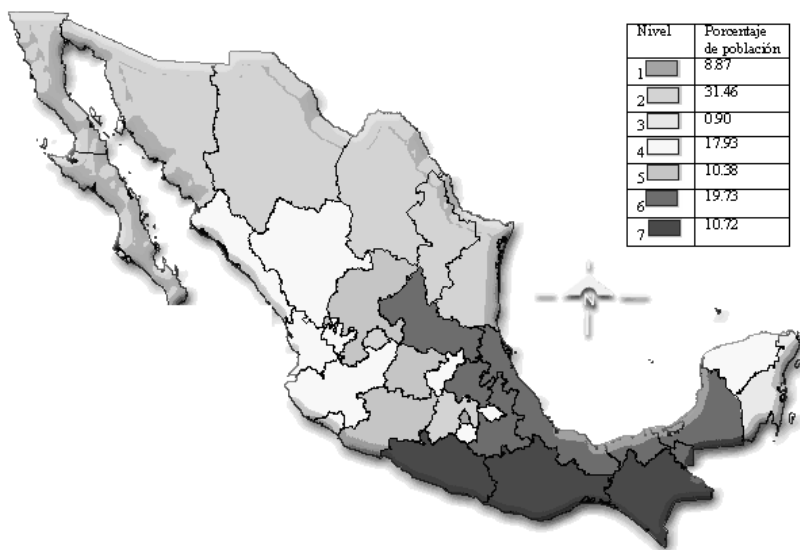 Nivel Porcentaje
de población
1 8.87
2 31.46
3 0.90
4 17.93
5 10.38
6 19.73
7 10.72
N